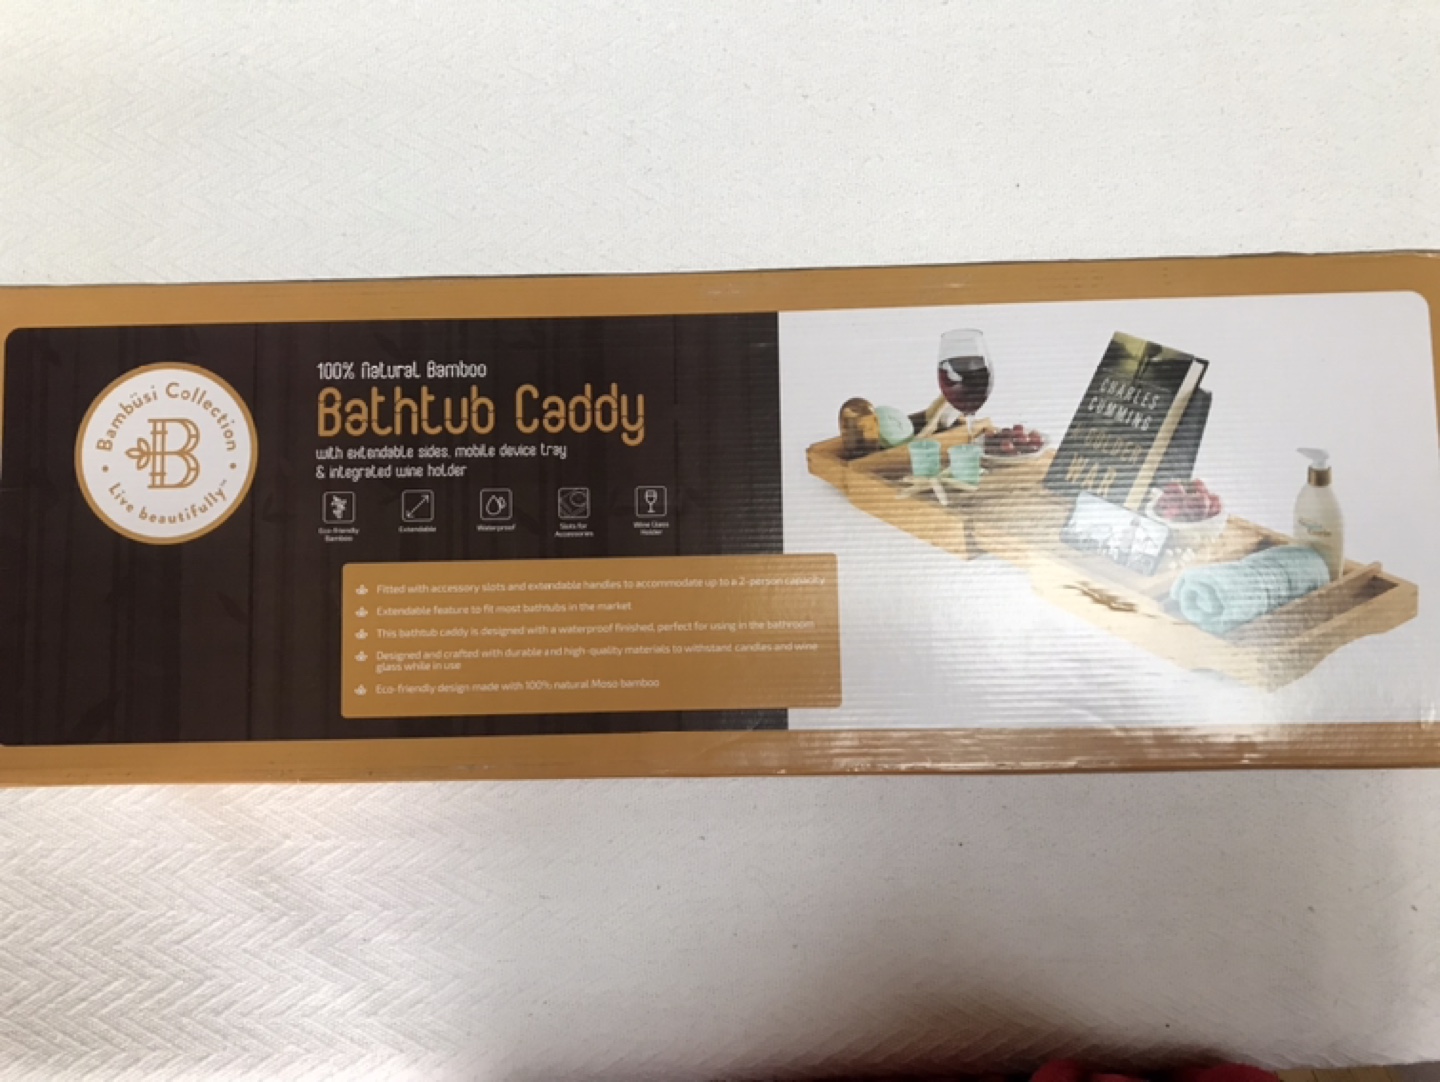 Bambüsi Collection
B
Live beautifully™
100% Natural Bamboo
Bathtub Caddy
with extendable sides, mobile device tray
& integrated wine holder
Eco-friendly
Bamboo
Extendable
Waterproof
Slots for
Accessories
Wine Glass
Holder
Fitted with accessory slots and extendable handles to accommodate up to a 2-person capacity
Extendable feature to fit most bathtubs in the market
This bathtub caddy is designed with a waterproof finished, perfect for using in the bathroom
Designed and crafted with durable and high-quality materials to withstant candles and wine
glass while in use
Eco-friendly design made with 100% natural Moso bamboo
CHARLES
CUMMING
WAR